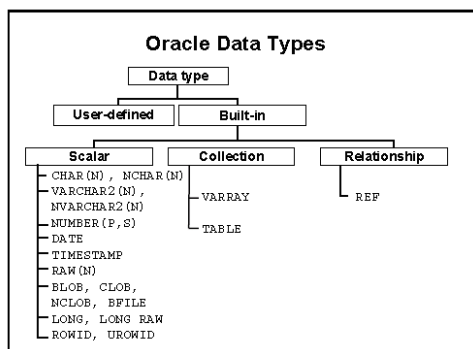 Oracle Data Types
Data type
User-defined
Built-in
Scalar
Collection
Relationship
CHAR(N), NCHAR(N)
VARCHAR2(N),
NVARCHAR2(N)
NUMBER(P,S)
DATE
TIMESTAMP
RAW(N)
BLOB, CLOB,
NCLOB, BFILE
LONG, LONG RAW
ROWID, UROWID
VARRAY
TABLE
REF